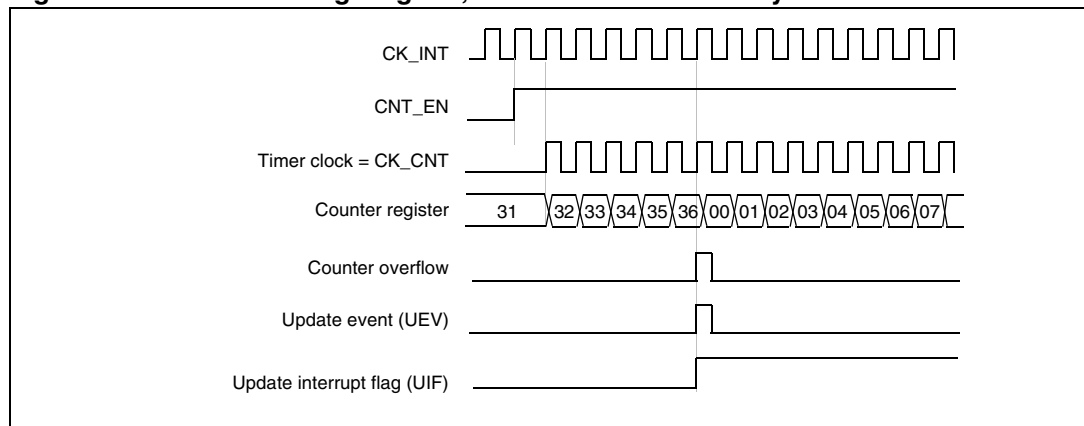 CK_INT
CNT_EN
Timer clock = CK_CNT
Counter register 31 32 33 34 35 36 00 01 02 03 04 05 06 07
Counter overflow
Update event (UEV)
Update interrupt flag (UIF)